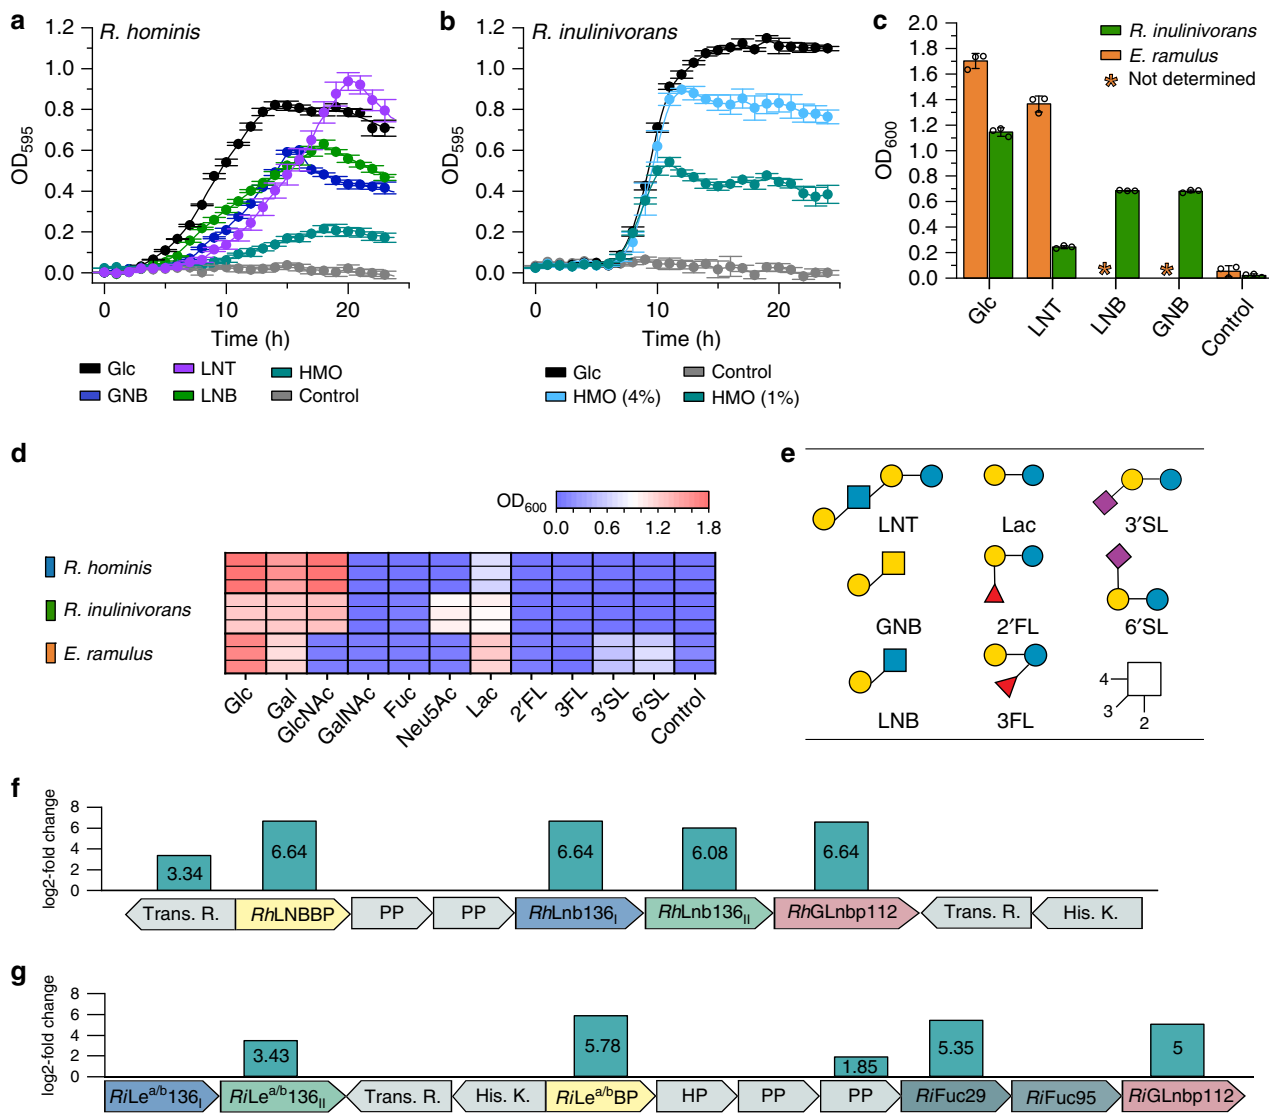 a
R. hominis
1.2
1.0
0.8
0.6
0.4
0.2
0.0
OD595
0
10
20
Time (h)
Glc
LNT
HMO
GNB
LNB
Control
b
R. inulinivorans
1.2
1.0
0.8
0.6
0.4
0.2
0.0
OD595
0
10
20
Time (h)
Glc
Control
HMO (4%)
HMO (1%)
c
2.0
1.8
1.6
1.4
1.2
1.0
0.8
0.6
0.4
0.2
0.0
OD600
R. inulinivorans
E. ramulus
* Not determined
*
*
Glc
LNT
LNB
GNB
Control
d
OD600
0.0
0.6
1.2
1.8
R. hominis
R. inulinivorans
E. ramulus
Glc
Gal
GlcNAc
GalNAc
Fuc
Neu5Ac
Lac
2′FL
3FL
3′SL
6′SL
Control
e
LNT
Lac
3′SL
GNB
2′FL
6′SL
LNB
3FL
4
3
2
f
log2-fold change
8
6
4
2
0
3.34
6.64
6.64
6.08
6.64
Trans. R.
RhLNBBP
PP
PP
RhLnb136I
RhLnb136II
RhGLnbp112
Trans. R.
His. K.
g
log2-fold change
8
6
4
2
0
3.43
5.78
1.85
5.35
5
RiLea/b136I
RiLea/b136II
Trans. R.
His. K.
RiLea/bBP
HP
PP
PP
RiFuc29
RiFuc95
RiGLnbp112